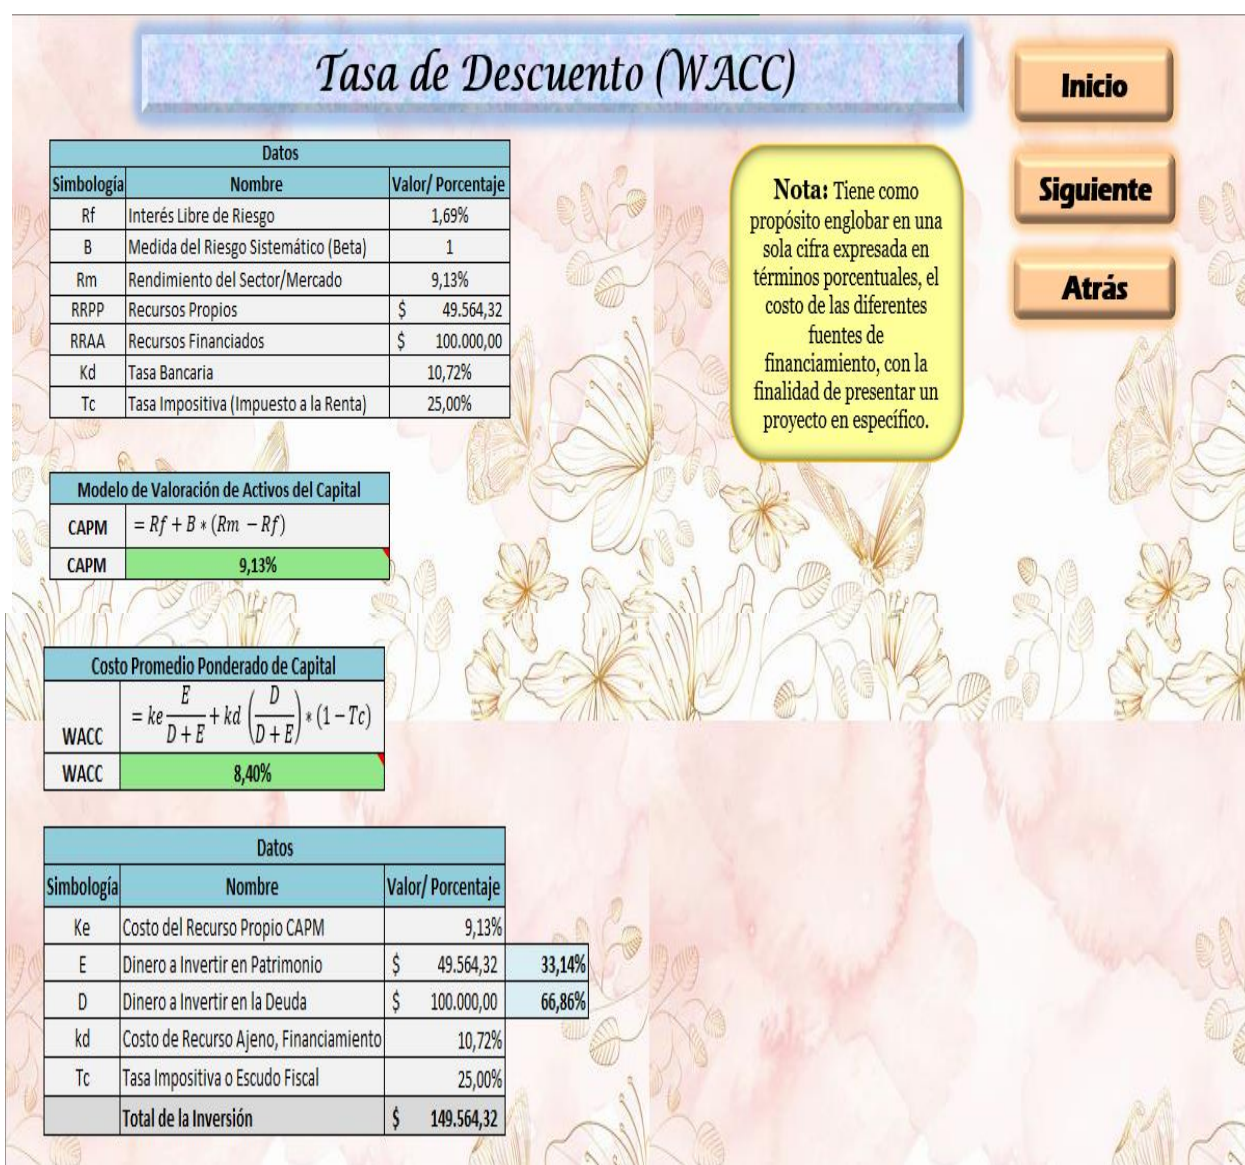 Tasa de Descuento (WACC)
Inicio
Siguiente
Atrás
Datos
Simbología Nombre Valor/ Porcentaje
Rf Interés Libre de Riesgo 1,69%
B Medida del Riesgo Sistemático (Beta) 1
Rm Rendimiento del Sector/Mercado 9,13%
RRPP Recursos Propios $ 49.564,32
RRAA Recursos Financiados $ 100.000,00
Kd Tasa Bancaria 10,72%
Tc Tasa Impositiva (Impuesto a la Renta) 25,00%
Nota: Tiene como
propósito englobar en una
sola cifra expresada en
términos porcentuales, el
costo de las diferentes
fuentes de
financiamiento, con la
finalidad de presentar un
proyecto en específico.
Modelo de Valoración de Activos del Capital
CAPM = Rf + B * (Rm − Rf)
CAPM 9,13%
Costo Promedio Ponderado de Capital
WACC = ke E/(D + E) + kd (D/(D + E)) * (1 − Tc)
WACC 8,40%
Datos
Simbología Nombre Valor/ Porcentaje
Ke Costo del Recurso Propio CAPM 9,13%
E Dinero a Invertir en Patrimonio $ 49.564,32 33,14%
D Dinero a Invertir en la Deuda $ 100.000,00 66,86%
kd Costo de Recurso Ajeno, Financiamiento 10,72%
Tc Tasa Impositiva o Escudo Fiscal 25,00%
Total de la Inversión $ 149.564,32